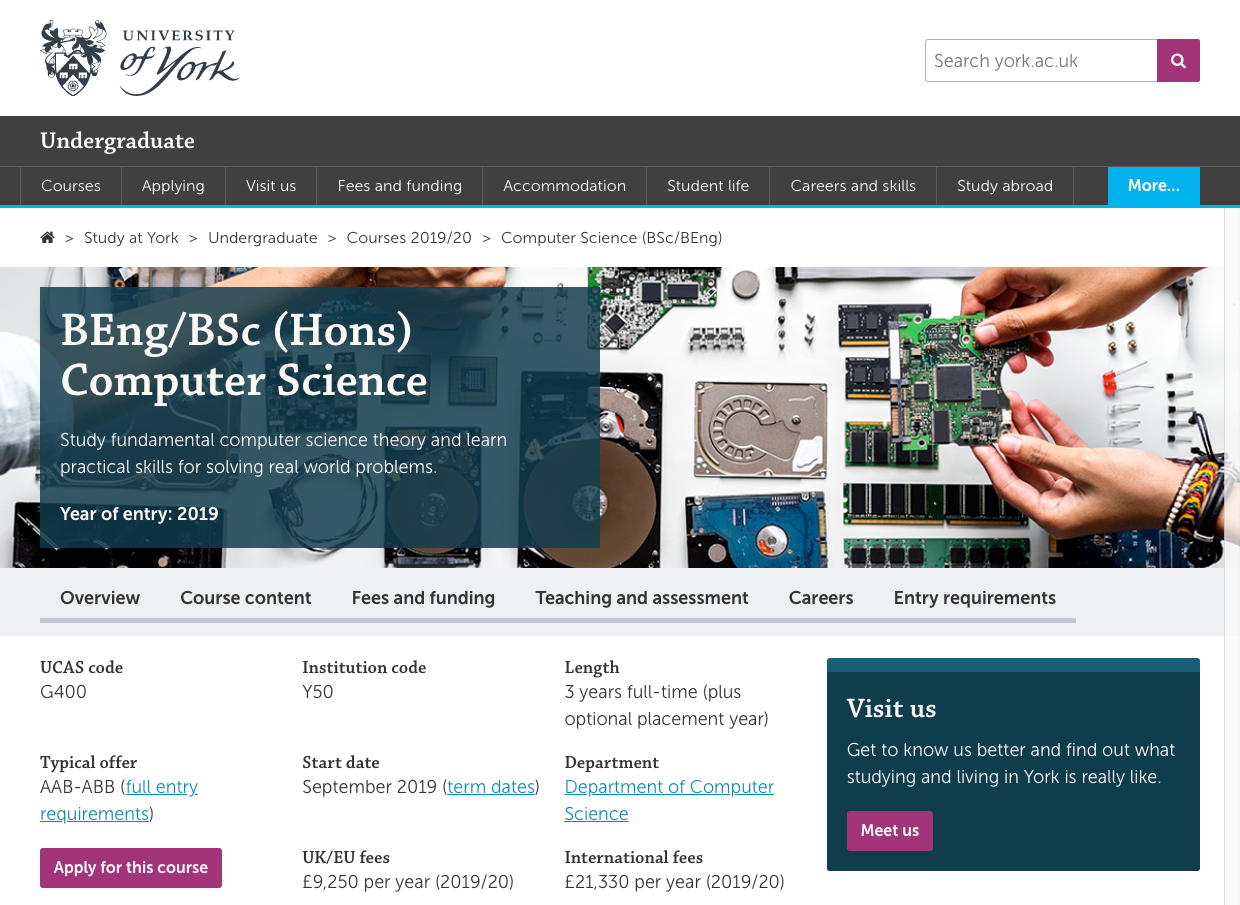 UNIVERSITY
of York
Search york.ac.uk
Undergraduate
Courses
Applying
Visit us
Fees and funding
Accommodation
Student life
Careers and skills
Study abroad
More...
> Study at York > Undergraduate > Courses 2019/20 > Computer Science (BSc/BEng)
BEng/BSc (Hons)
Computer Science
Study fundamental computer science theory and learn
practical skills for solving real world problems.
Year of entry: 2019
Overview
Course content
Fees and funding
Teaching and assessment
Careers
Entry requirements
UCAS code
G400
Institution code
Y50
Length
3 years full-time (plus
optional placement year)
Typical offer
AAB-ABB (full entry
requirements)
Start date
September 2019 (term dates)
Department
Department of Computer
Science
Apply for this course
UK/EU fees
£9,250 per year (2019/20)
International fees
£21,330 per year (2019/20)
Visit us
Get to know us better and find out what
studying and living in York is really like.
Meet us